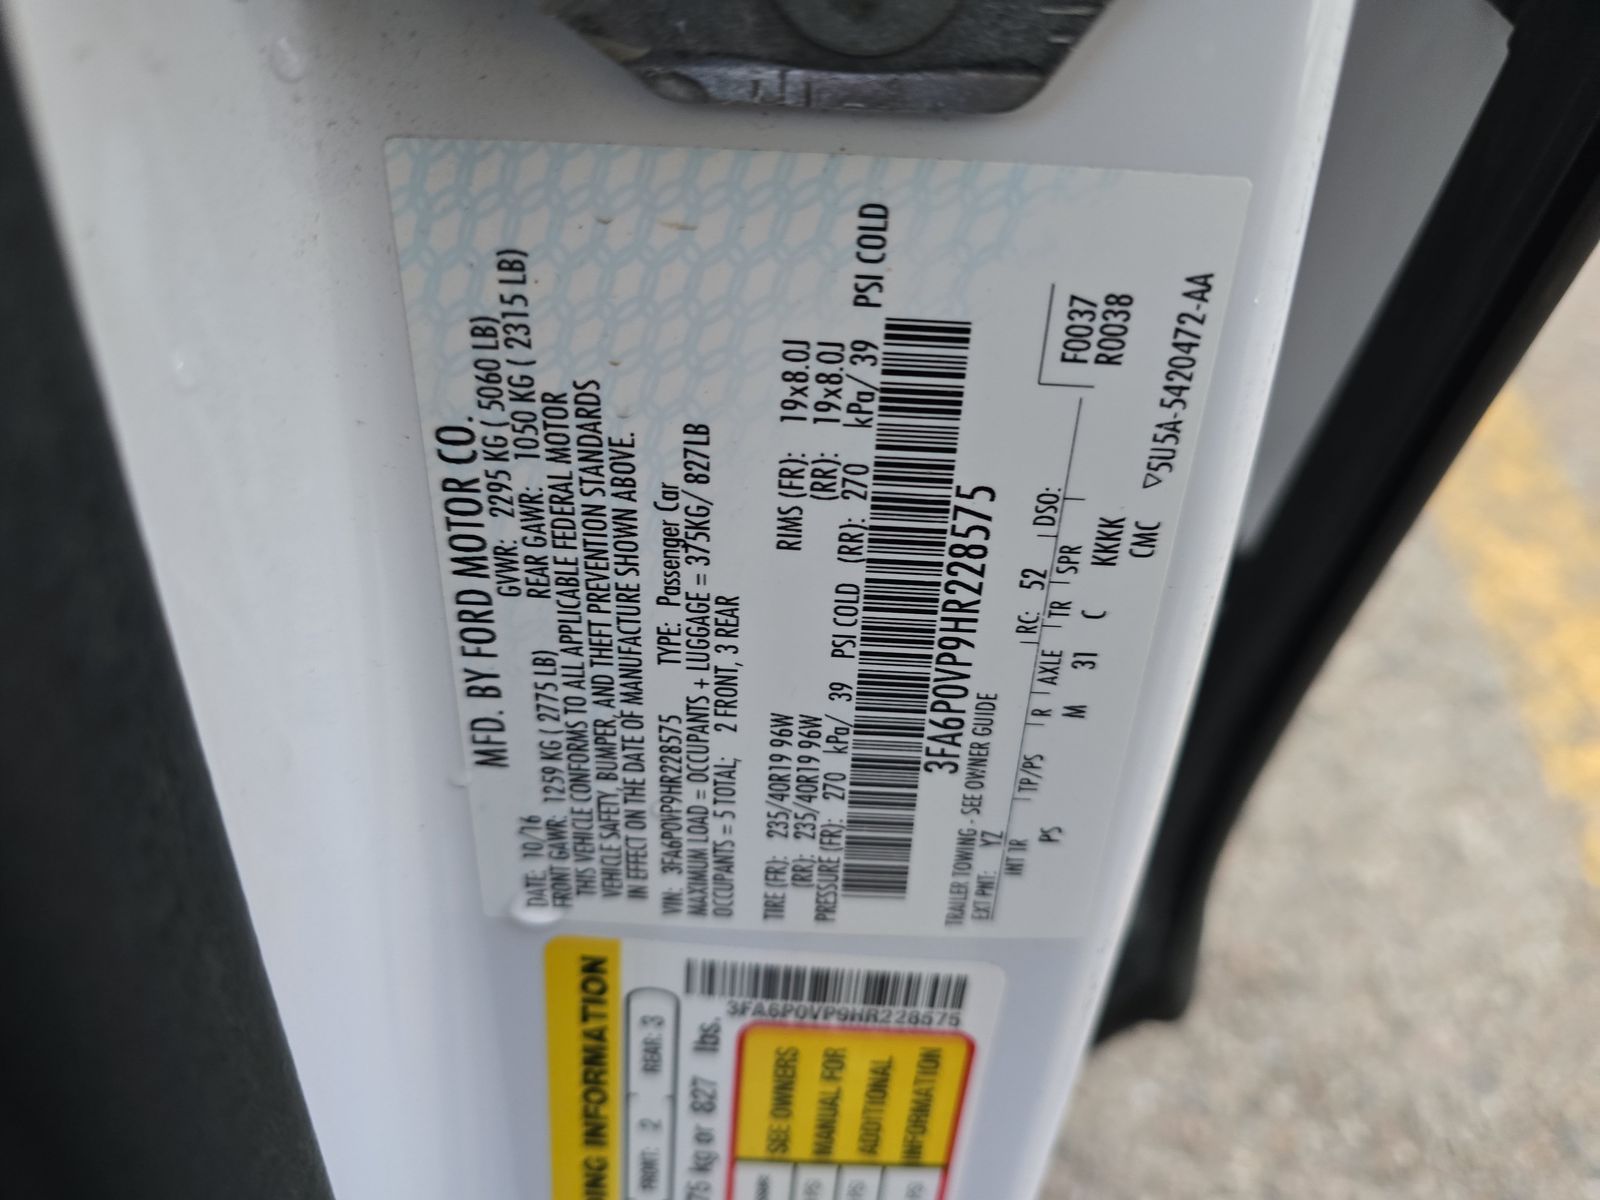 MFD. BY FORD MOTOR CO.
DATE: 10/16 GVWR: 2295 KG ( 5060 LB)
FRONT GAWR: 1259 KG ( 2775 LB) REAR GAWR: 1050 KG ( 2315 LB)
THIS VEHICLE CONFORMS TO ALL APPLICABLE FEDERAL MOTOR
VEHICLE SAFETY, BUMPER, AND THEFT PREVENTION STANDARDS
IN EFFECT ON THE DATE OF MANUFACTURE SHOWN ABOVE.
VIN: 3FA6P0VP9HR228575 TYPE: Passenger Car
MAXIMUM LOAD = OCCUPANTS + LUGGAGE = 375KG/ 827LB
OCCUPANTS = 5 TOTAL; 2 FRONT, 3 REAR
TIRE (FR): 235/40R19 96W RIMS (FR): 19x8.0J
(RR): 235/40R19 96W (RR): 19x8.0J
PRESSURE (FR): 270 kPa/ 39 PSI COLD (RR): 270 kPa/ 39 PSI COLD
3FA6P0VP9HR228575
TRAILER TOWING - SEE OWNER GUIDE
EXT PNT: YZ RC: 52 DSO: F0037
INT TR TP/PS R AXLE TR SPR R0038
PS M 31 C KKKK
CMC
▽5U5A-5420472-AA
ING INFORMATION
FRONT: 2 REAR: 3
75 kg or 827 lbs.
3FA6P0VP9HR228575
SEE OWNERS
MANUAL FOR
ADDITIONAL
INFORMATION